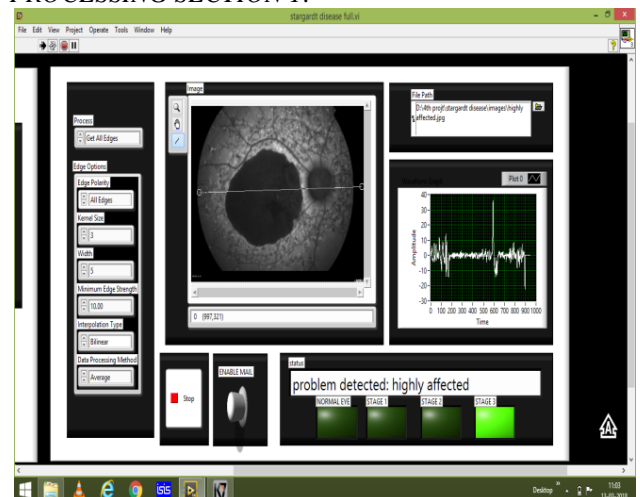 PROCESSING SECTION 1:
stargardt disease full.vi
File Edit View Project Operate Tools Window Help
Process
Get All Edges
Edge Options
Edge Polarity
All Edges
Kernel Size
3
Width
5
Minimum Edge Strength
10.00
Interpolation Type
Bilinear
Data Processing Method
Average
Image
0 (997,321)
File Path
D:\4th projt\stargardt disease\images\highly
affected.jpg
Plot 0
Amplitude
40
30
20
10
0
-10
-20
-30
0 100 200 300 400 500 600 700 800 900 1000
Time
Stop
ENABLE MAIL
status
problem detected: highly affected
NORMAL EYE STAGE 1 STAGE 2 STAGE 3
isis
Desktop
11:03